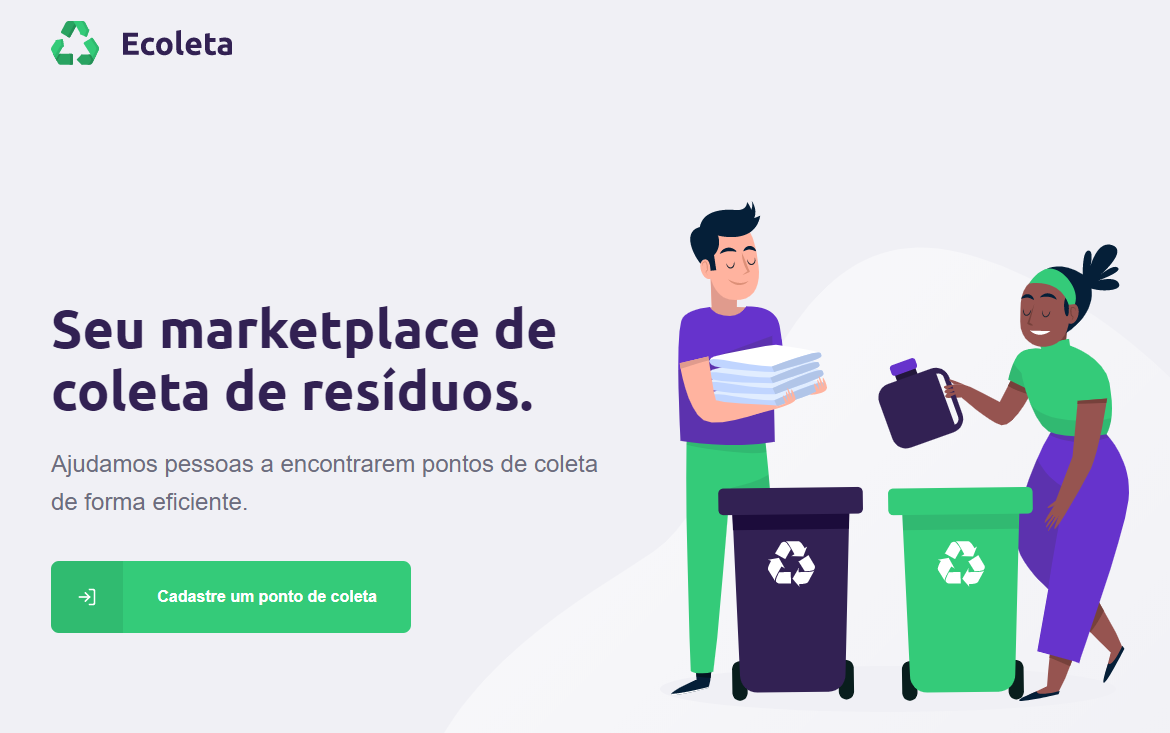 Ecoleta
Seu marketplace de
coleta de resíduos.
Ajudamos pessoas a encontrarem pontos de coleta
de forma eficiente.
Cadastre um ponto de coleta